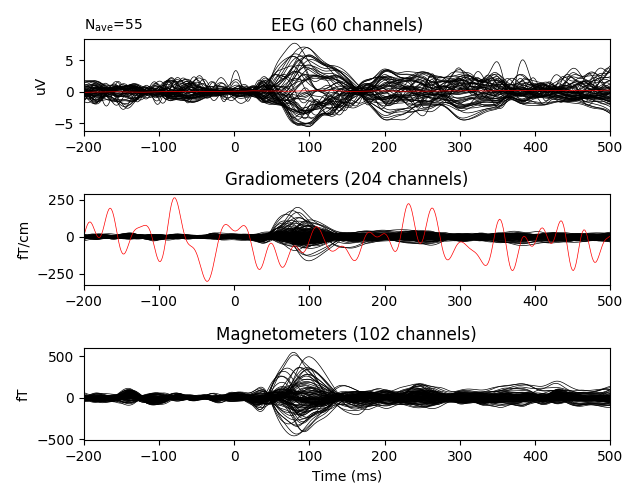 N_ave=55
EEG (60 channels)
5
0
−5
uV
−200 −100 0 100 200 300 400 500
Gradiometers (204 channels)
250
0
−250
fT/cm
−200 −100 0 100 200 300 400 500
Magnetometers (102 channels)
500
0
−500
fT
−200 −100 0 100 200 300 400 500
Time (ms)